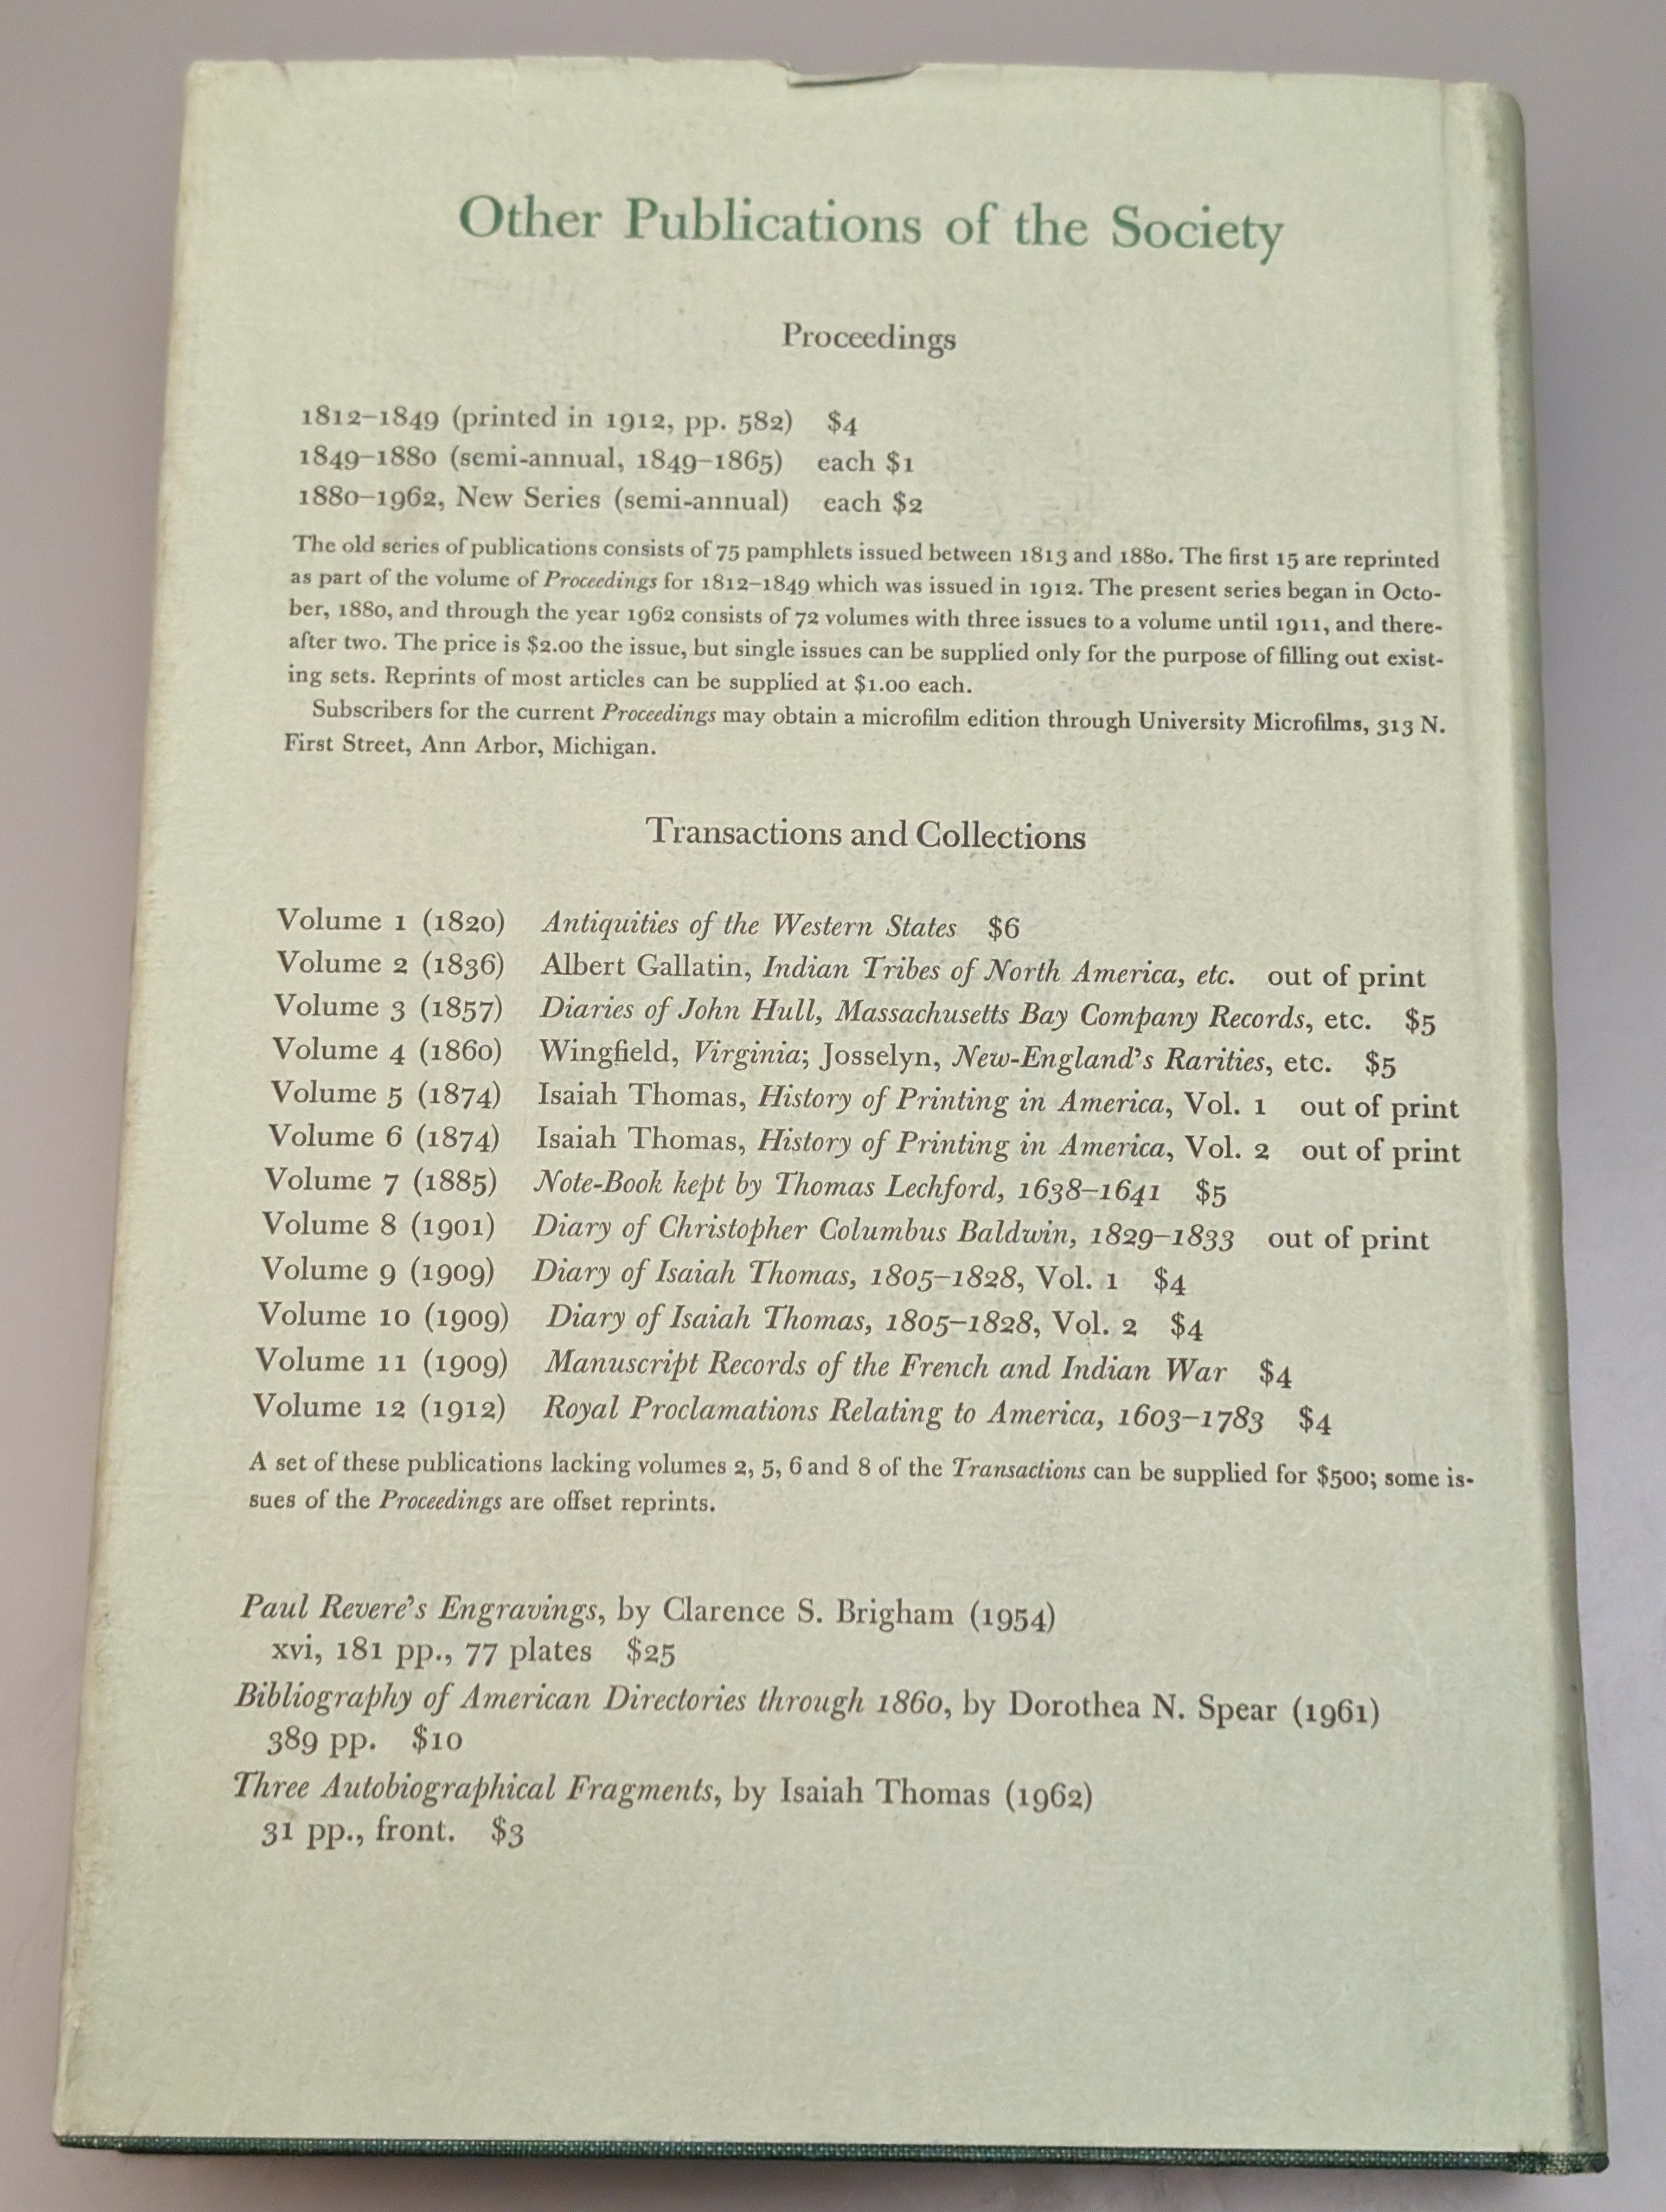 Other Publications of the Society
Proceedings
1812–1849 (printed in 1912, pp. 582) $4
1849–1880 (semi-annual, 1849–1865) each $1
1880–1962, New Series (semi-annual) each $2
The old series of publications consists of 75 pamphlets issued between 1813 and 1880. The first 15 are reprinted
as part of the volume of Proceedings for 1812–1849 which was issued in 1912. The present series began in Octo-
ber, 1880, and through the year 1962 consists of 72 volumes with three issues to a volume until 1911, and there-
after two. The price is $2.00 the issue, but single issues can be supplied only for the purpose of filling out exist-
ing sets. Reprints of most articles can be supplied at $1.00 each.
Subscribers for the current Proceedings may obtain a microfilm edition through University Microfilms, 313 N.
First Street, Ann Arbor, Michigan.
Transactions and Collections
Volume 1 (1820) Antiquities of the Western States $6
Volume 2 (1836) Albert Gallatin, Indian Tribes of North America, etc. out of print
Volume 3 (1857) Diaries of John Hull, Massachusetts Bay Company Records, etc. $5
Volume 4 (1860) Wingfield, Virginia; Josselyn, New-England's Rarities, etc. $5
Volume 5 (1874) Isaiah Thomas, History of Printing in America, Vol. 1 out of print
Volume 6 (1874) Isaiah Thomas, History of Printing in America, Vol. 2 out of print
Volume 7 (1885) Note-Book kept by Thomas Lechford, 1638–1641 $5
Volume 8 (1901) Diary of Christopher Columbus Baldwin, 1829–1833 out of print
Volume 9 (1909) Diary of Isaiah Thomas, 1805–1828, Vol. 1 $4
Volume 10 (1909) Diary of Isaiah Thomas, 1805–1828, Vol. 2 $4
Volume 11 (1909) Manuscript Records of the French and Indian War $4
Volume 12 (1912) Royal Proclamations Relating to America, 1603–1783 $4
A set of these publications lacking volumes 2, 5, 6 and 8 of the Transactions can be supplied for $500; some is-
sues of the Proceedings are offset reprints.
Paul Revere's Engravings, by Clarence S. Brigham (1954)
xvi, 181 pp., 77 plates $25
Bibliography of American Directories through 1860, by Dorothea N. Spear (1961)
389 pp. $10
Three Autobiographical Fragments, by Isaiah Thomas (1962)
31 pp., front. $3